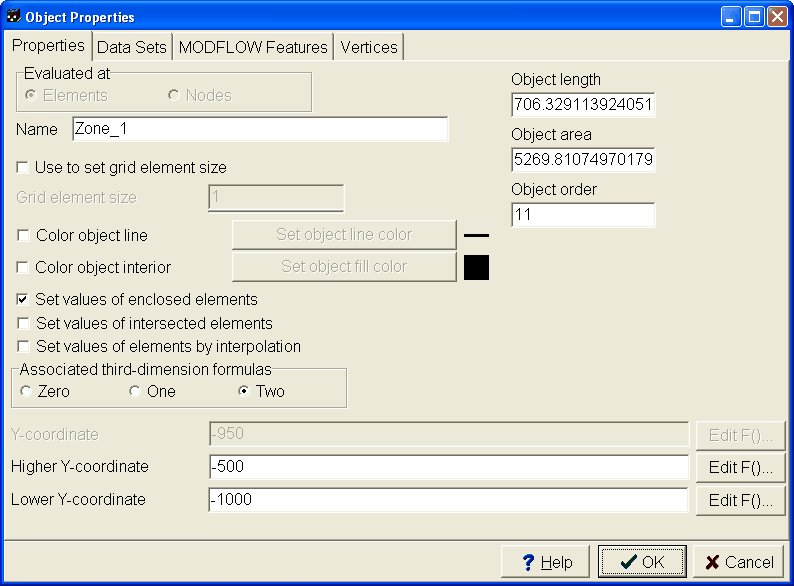 Object Properties
Properties Data Sets MODFLOW Features Vertices
Evaluated at
Elements Nodes
Name Zone_1
Use to set grid element size
Grid element size 1
Color object line Set object line color
Color object interior Set object fill color
Set values of enclosed elements
Set values of intersected elements
Set values of elements by interpolation
Associated third-dimension formulas
Zero One Two
Object length
706.329113924051
Object area
5269.81074970179
Object order
11
Y-coordinate -950 Edit F()...
Higher Y-coordinate -500 Edit F()...
Lower Y-coordinate -1000 Edit F()...
? Help OK Cancel